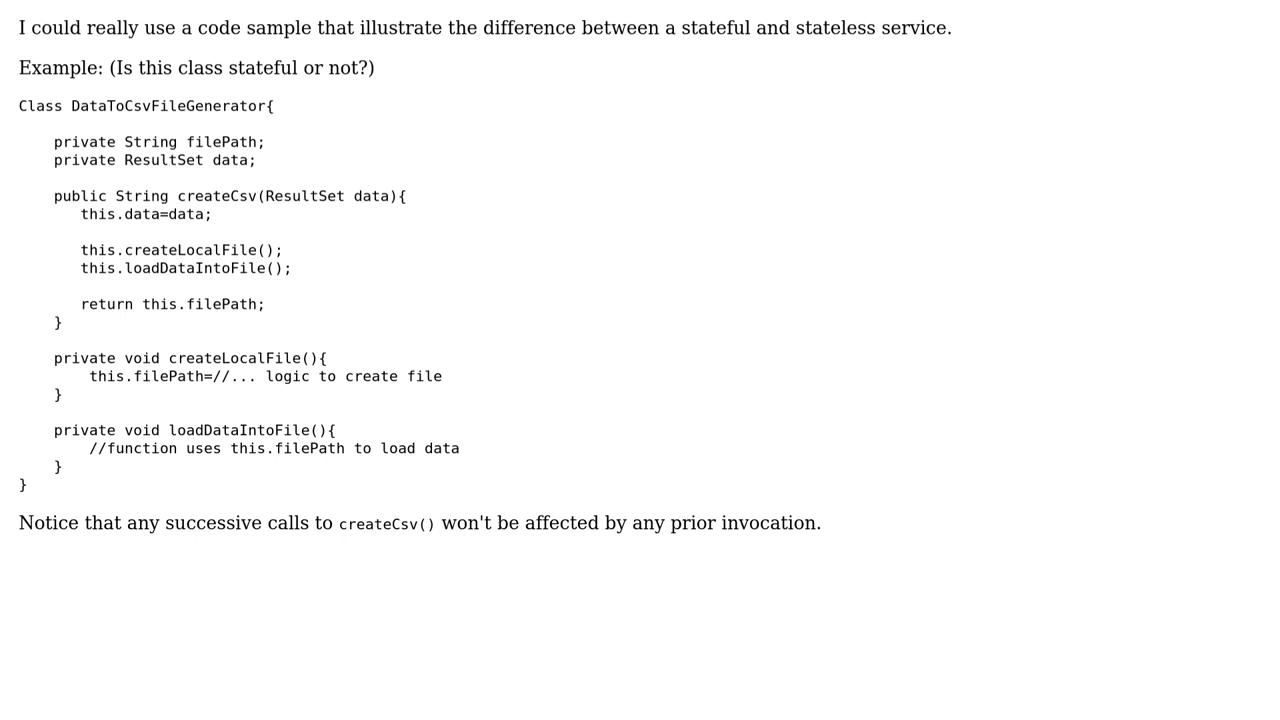 I could really use a code sample that illustrate the difference between a stateful and stateless service.
Example: (Is this class stateful or not?)
Class DataToCsvFileGenerator{
    private String filePath;
    private ResultSet data;
    public String createCsv(ResultSet data){
       this.data=data;
       this.createLocalFile();
       this.loadDataIntoFile();
       return this.filePath;
    }
    private void createLocalFile(){
        this.filePath=//... logic to create file
    }
    private void loadDataIntoFile(){
        //function uses this.filePath to load data
    }
}
Notice that any successive calls to createCsv() won't be affected by any prior invocation.